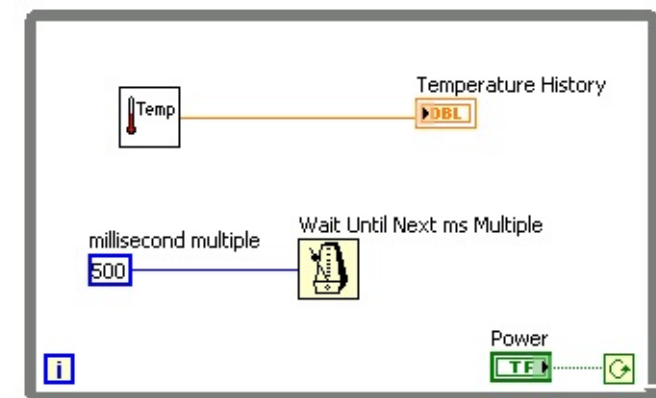 Temperature History
Temp
DBL
Wait Until Next ms Multiple
millisecond multiple
500
Power
TF
i